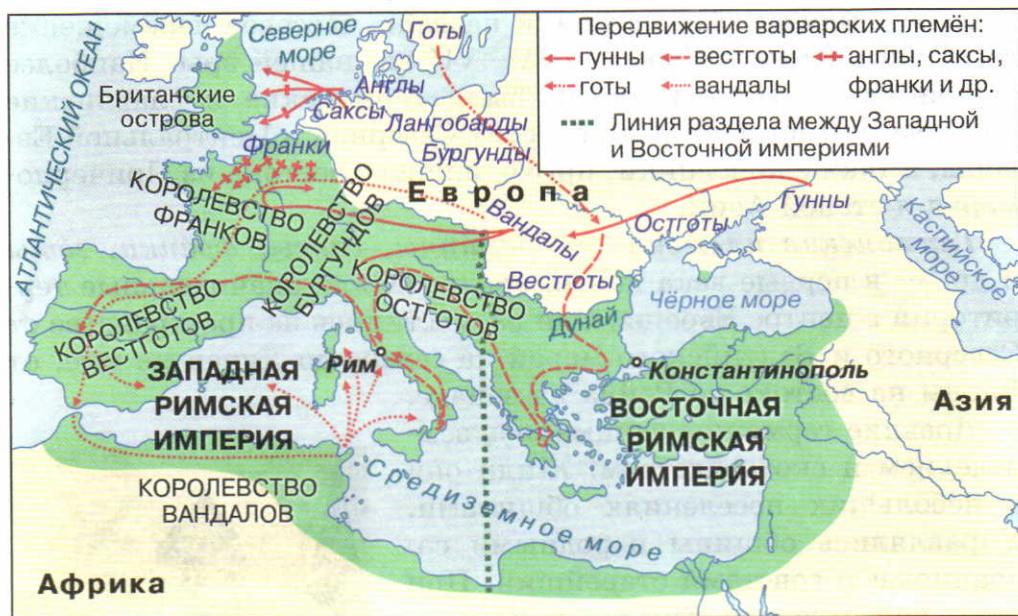 Передвижение варварских племён:
гунны
вестготы
англы, саксы,
франки и др.
готы
вандалы
Линия раздела между Западной
и Восточной империями
АТЛАНТИЧЕСКИЙ ОКЕАН
Северное
море
Готы
Британские
острова
Англы
Саксы
Лангобарды
Бургунды
Франки
Европа
Гунны
КОРОЛЕВСТВО
ФРАНКОВ
КОРОЛЕВСТВО
БУРГУНДОВ
Вандалы
Остготы
Вестготы
Каспийское
море
КОРОЛЕВСТВО
ОСТГОТОВ
Чёрное море
Дунай
КОРОЛЕВСТВО
ВЕСТГОТОВ
Рим
Константинополь
ЗАПАДНАЯ
РИМСКАЯ
ИМПЕРИЯ
ВОСТОЧНАЯ
РИМСКАЯ
ИМПЕРИЯ
Азия
Средиземное море
КОРОЛЕВСТВО
ВАНДАЛОВ
Африка